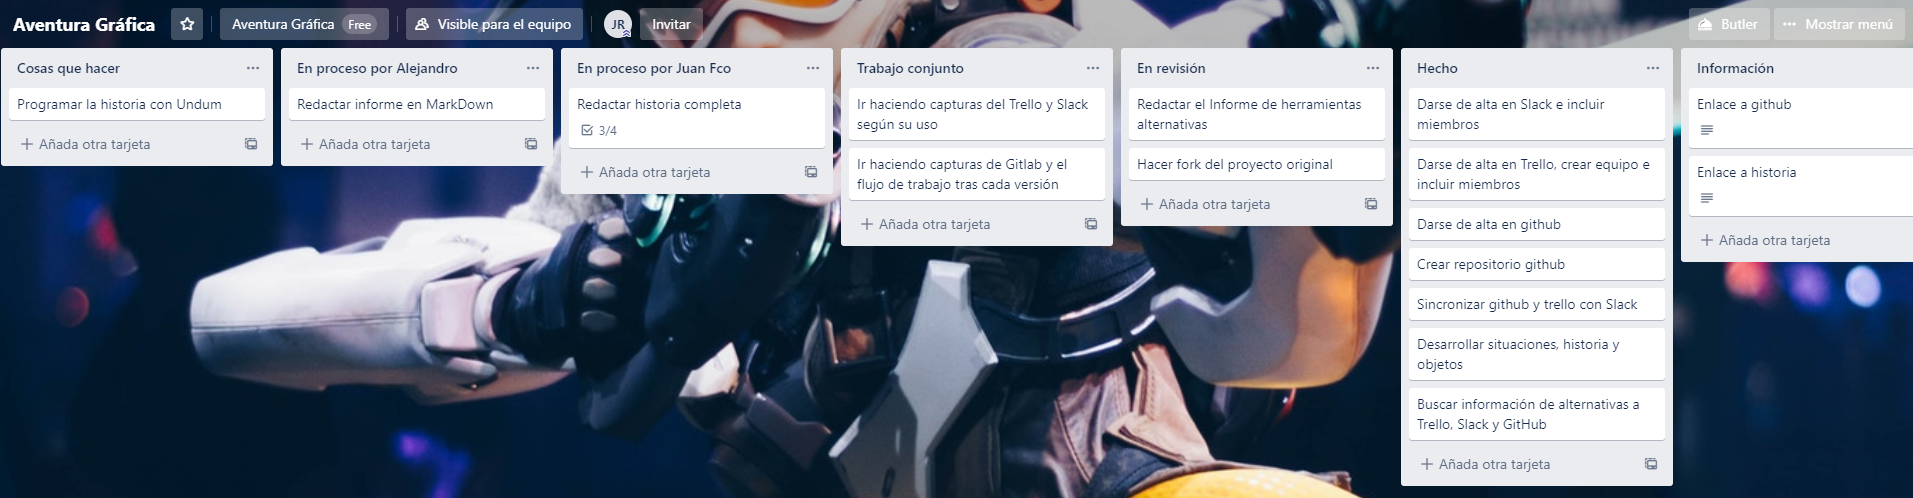 Aventura Gráfica
Aventura Gráfica Free
Visible para el equipo
JR
Invitar
Butler
Mostrar menú
Cosas que hacer
Programar la historia con Undum
Añada otra tarjeta
En proceso por Alejandro
Redactar informe en MarkDown
Añada otra tarjeta
En proceso por Juan Fco
Redactar historia completa
3/4
Añada otra tarjeta
Trabajo conjunto
Ir haciendo capturas del Trello y Slack
según su uso
Ir haciendo capturas de Gitlab y el
flujo de trabajo tras cada versión
Añada otra tarjeta
En revisión
Redactar el Informe de herramientas
alternativas
Hacer fork del proyecto original
Añada otra tarjeta
Hecho
Darse de alta en Slack e incluir
miembros
Darse de alta en Trello, crear equipo e
incluir miembros
Darse de alta en github
Crear repositorio github
Sincronizar github y trello con Slack
Desarrollar situaciones, historia y
objetos
Buscar información de alternativas a
Trello, Slack y GitHub
Añada otra tarjeta
Información
Enlace a github
Enlace a historia
Añada otra tarjeta